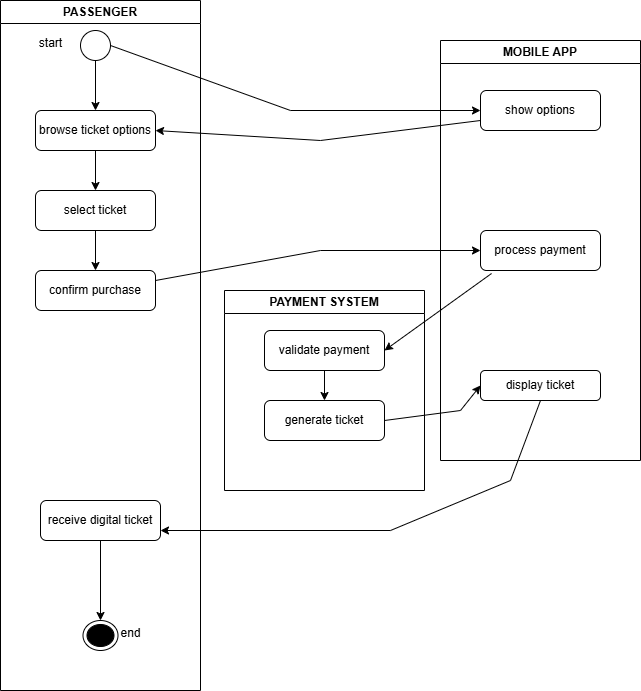 PASSENGER
start
MOBILE APP
show options
browse ticket options
select ticket
process payment
confirm purchase
PAYMENT SYSTEM
validate payment
display ticket
generate ticket
receive digital ticket
end